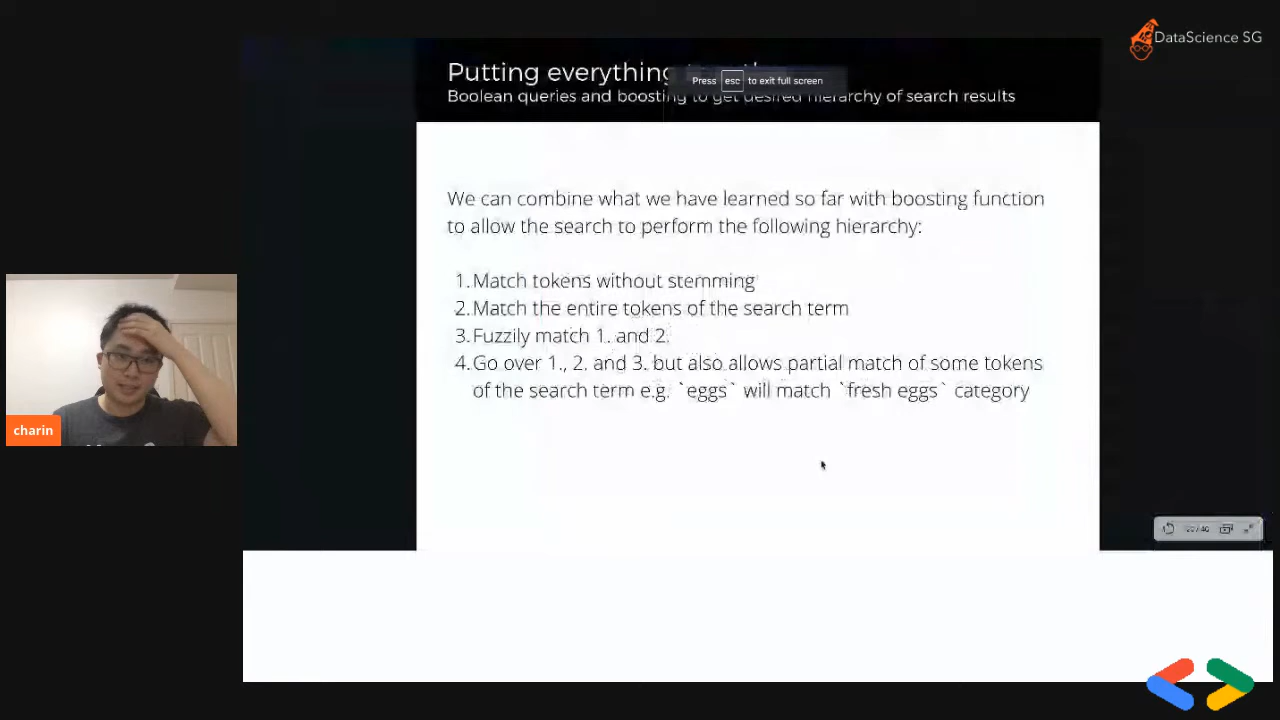 DataScience SG
Putting everything
Press esc to exit full screen
Boolean queries and boosting to get desired hierarchy of search results
We can combine what we have learned so far with boosting function
to allow the search to perform the following hierarchy:
1. Match tokens without stemming
2. Match the entire tokens of the search term
3. Fuzzily match 1. and 2.
4. Go over 1., 2. and 3. but also allows partial match of some tokens
of the search term e.g. `eggs` will match `fresh eggs` category
charin